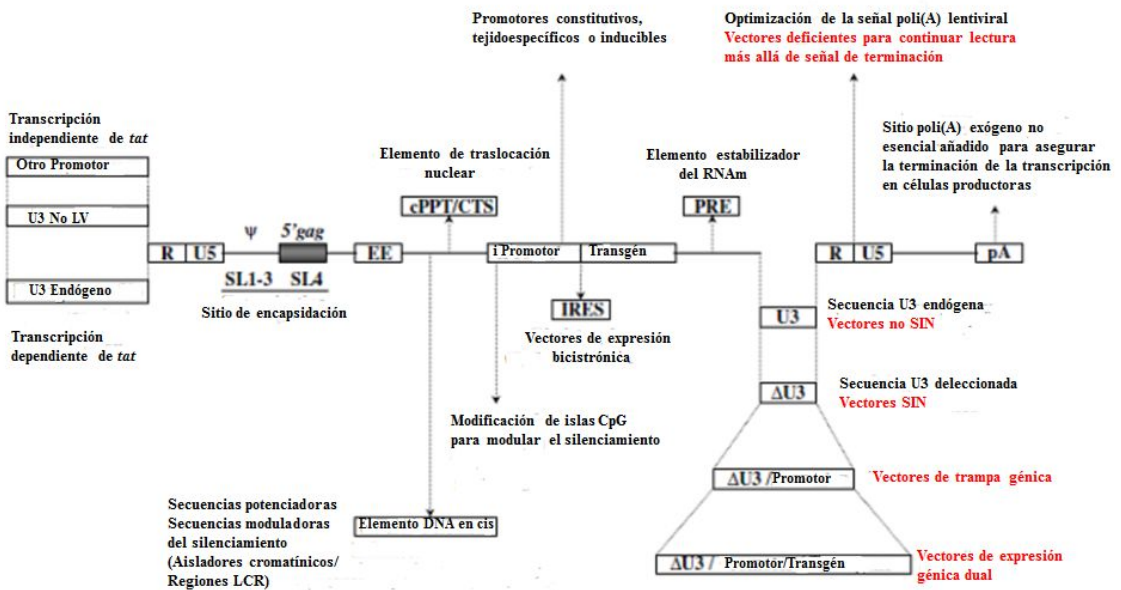 Promotores constitutivos,
tejidoespecíficos o inducibles
Optimización de la señal poli(A) lentiviral
Vectores deficientes para continuar lectura
más allá de señal de terminación
Transcripción
independiente de tat
Otro Promotor
U3 No LV
U3 Endógeno
Transcripción
dependiente de tat
Elemento de traslocación
nuclear
cPPT/CTS
Elemento estabilizador
del RNAm
PRE
Sitio poli(A) exógeno no
esencial añadido para asegurar
la terminación de la transcripción
en células productoras
R U5
ψ 5'gag
SL1-3 SL4
Sitio de encapsidación
EE
i Promotor Transgén
R U5
pA
IRES
Vectores de expresión
bicistrónica
U3
Secuencia U3 endógena
Vectores no SIN
ΔU3
Secuencia U3 deleccionada
Vectores SIN
Modificación de islas CpG
para modular el silenciamiento
ΔU3 /Promotor
Vectores de trampa génica
Secuencias potenciadoras
Secuencias moduladoras
del silenciamiento
(Aisladores cromatínicos/
Regiones LCR)
Elemento DNA en cis
ΔU3 / Promotór/Transgén
Vectores de expresión
génica dual